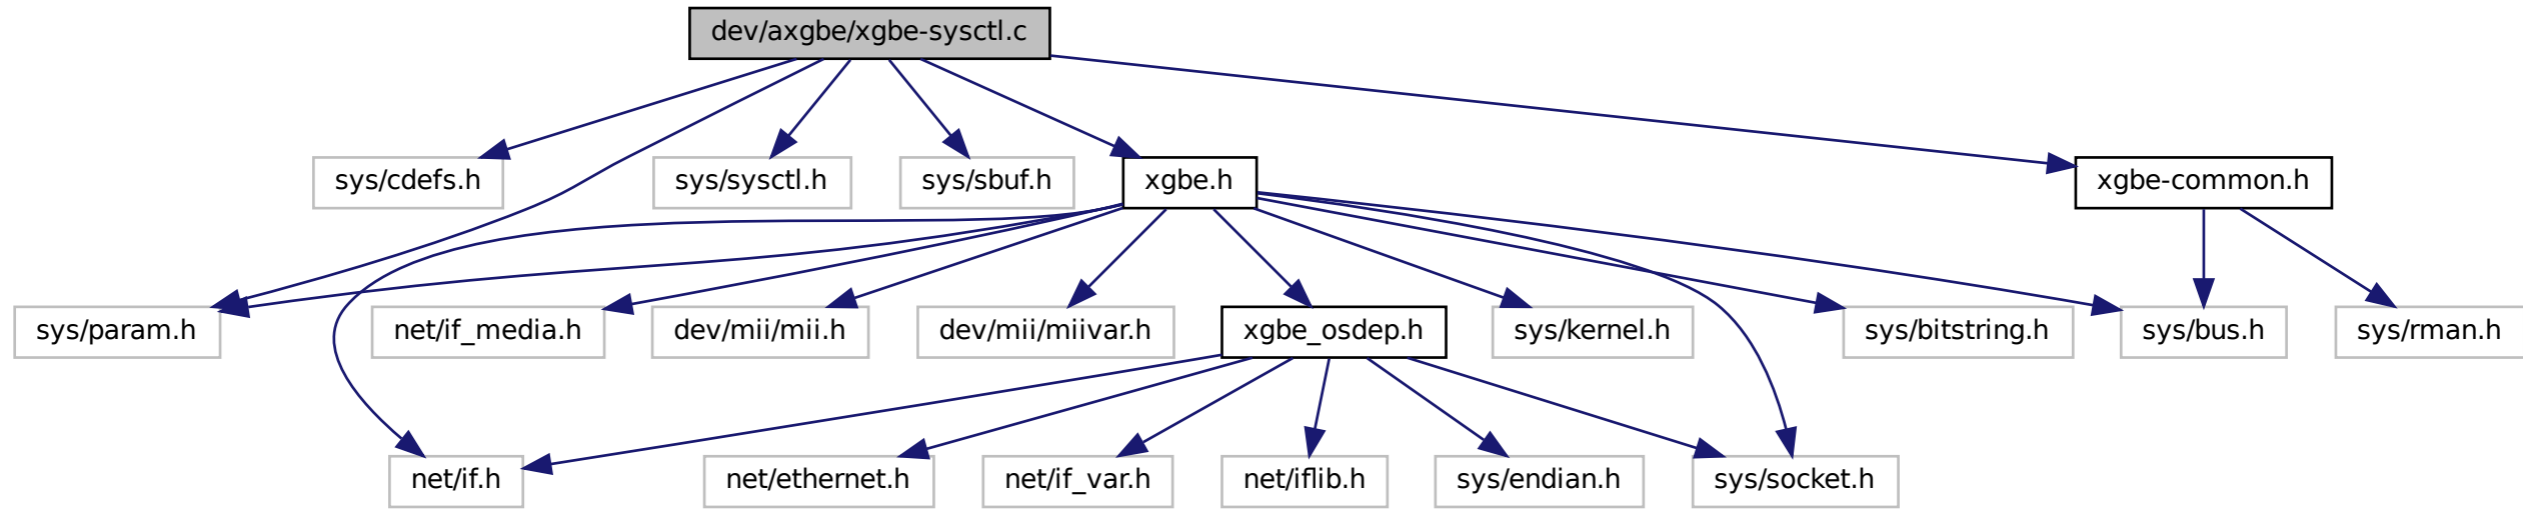 dev/axgbe/xgbe-sysctl.c
sys/cdefs.h
sys/sysctl.h
sys/sbuf.h
xgbe.h
xgbe-common.h
sys/param.h
net/if_media.h
dev/mii/mii.h
dev/mii/miivar.h
xgbe_osdep.h
sys/kernel.h
sys/bitstring.h
sys/bus.h
sys/rman.h
net/if.h
net/ethernet.h
net/if_var.h
net/iflib.h
sys/endian.h
sys/socket.h